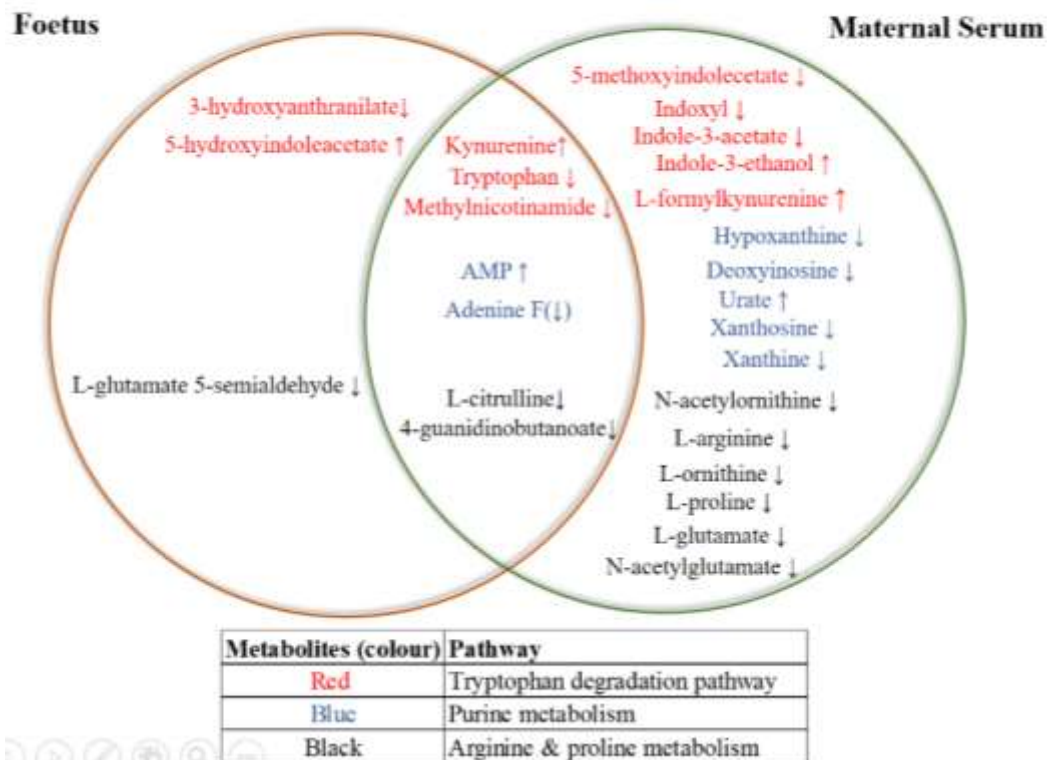 Foetus
Maternal Serum
3-hydroxyanthranilate↓
5-hydroxyindoleacetate ↑
Kynurenine↑
Tryptophan ↓
Methylnicotinamide ↓
AMP ↑
Adenine F(↓)
L-glutamate 5-semialdehyde ↓
L-citrulline↓
4-guanidinobutanoate↓
5-methoxyindolecetate ↓
Indoxyl ↓
Indole-3-acetate ↓
Indole-3-ethanol ↑
L-formylkynurenine ↑
Hypoxanthine ↓
Deoxyinosine ↓
Urate ↑
Xanthosine ↓
Xanthine ↓
N-acetylornithine ↓
L-arginine ↓
L-ornithine ↓
L-proline ↓
L-glutamate ↓
N-acetylglutamate ↓
Metabolites (colour) Pathway
Red Tryptophan degradation pathway
Blue Purine metabolism
Black Arginine & proline metabolism